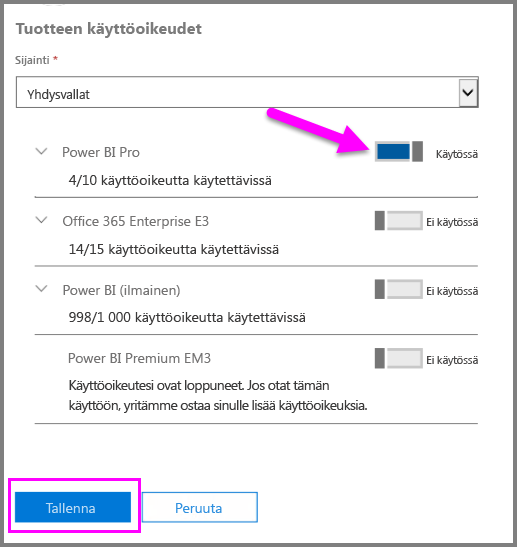 Tuotteen käyttöoikeudet
Sijainti *
Yhdysvallat
Power BI Pro
Käytössä
4/10 käyttöoikeutta käytettävissä
Office 365 Enterprise E3
Ei käytössä
14/15 käyttöoikeutta käytettävissä
Power BI (ilmainen)
Ei käytössä
998/1 000 käyttöoikeutta käytettävissä
Power BI Premium EM3
Ei käytössä
Käyttöoikeutesi ovat loppuneet. Jos otat tämän
käyttöön, yritämme ostaa sinulle lisää käyttöoikeuksia.
Tallenna
Peruuta